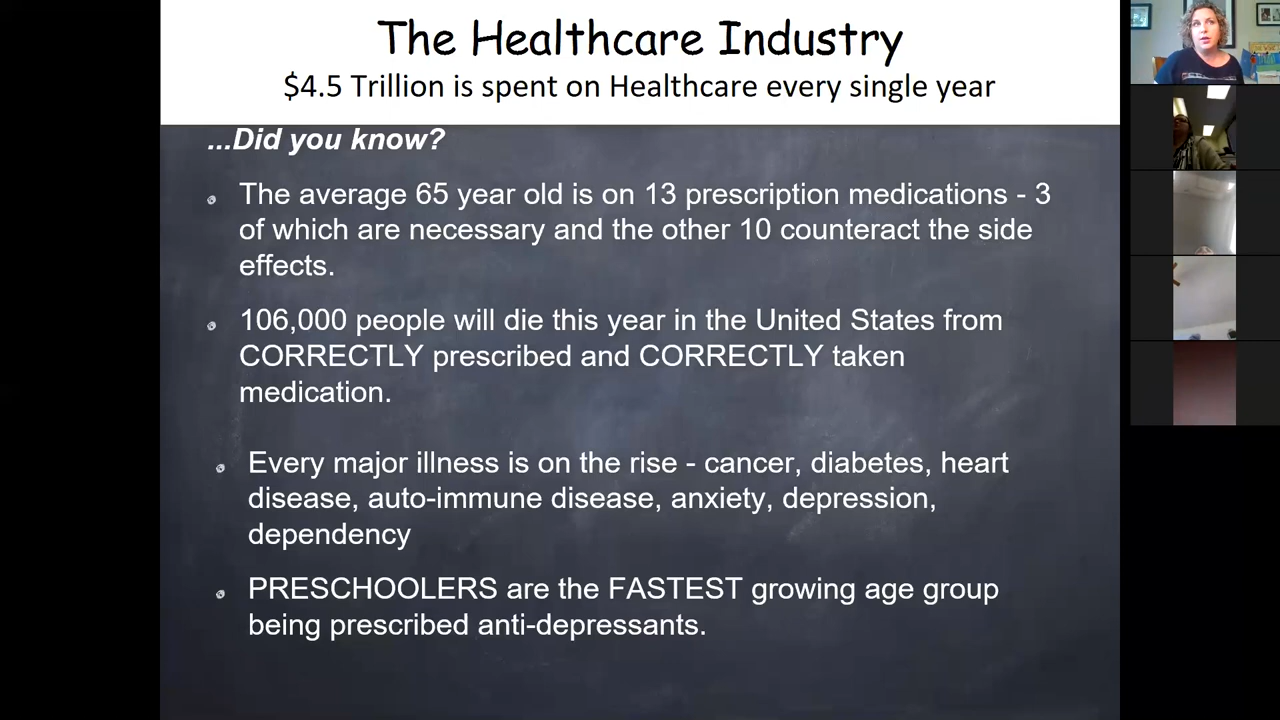 The Healthcare Industry
$4.5 Trillion is spent on Healthcare every single year
...Did you know?
The average 65 year old is on 13 prescription medications - 3
of which are necessary and the other 10 counteract the side
effects.
106,000 people will die this year in the United States from
CORRECTLY prescribed and CORRECTLY taken
medication.
Every major illness is on the rise - cancer, diabetes, heart
disease, auto-immune disease, anxiety, depression,
dependency
PRESCHOOLERS are the FASTEST growing age group
being prescribed anti-depressants.